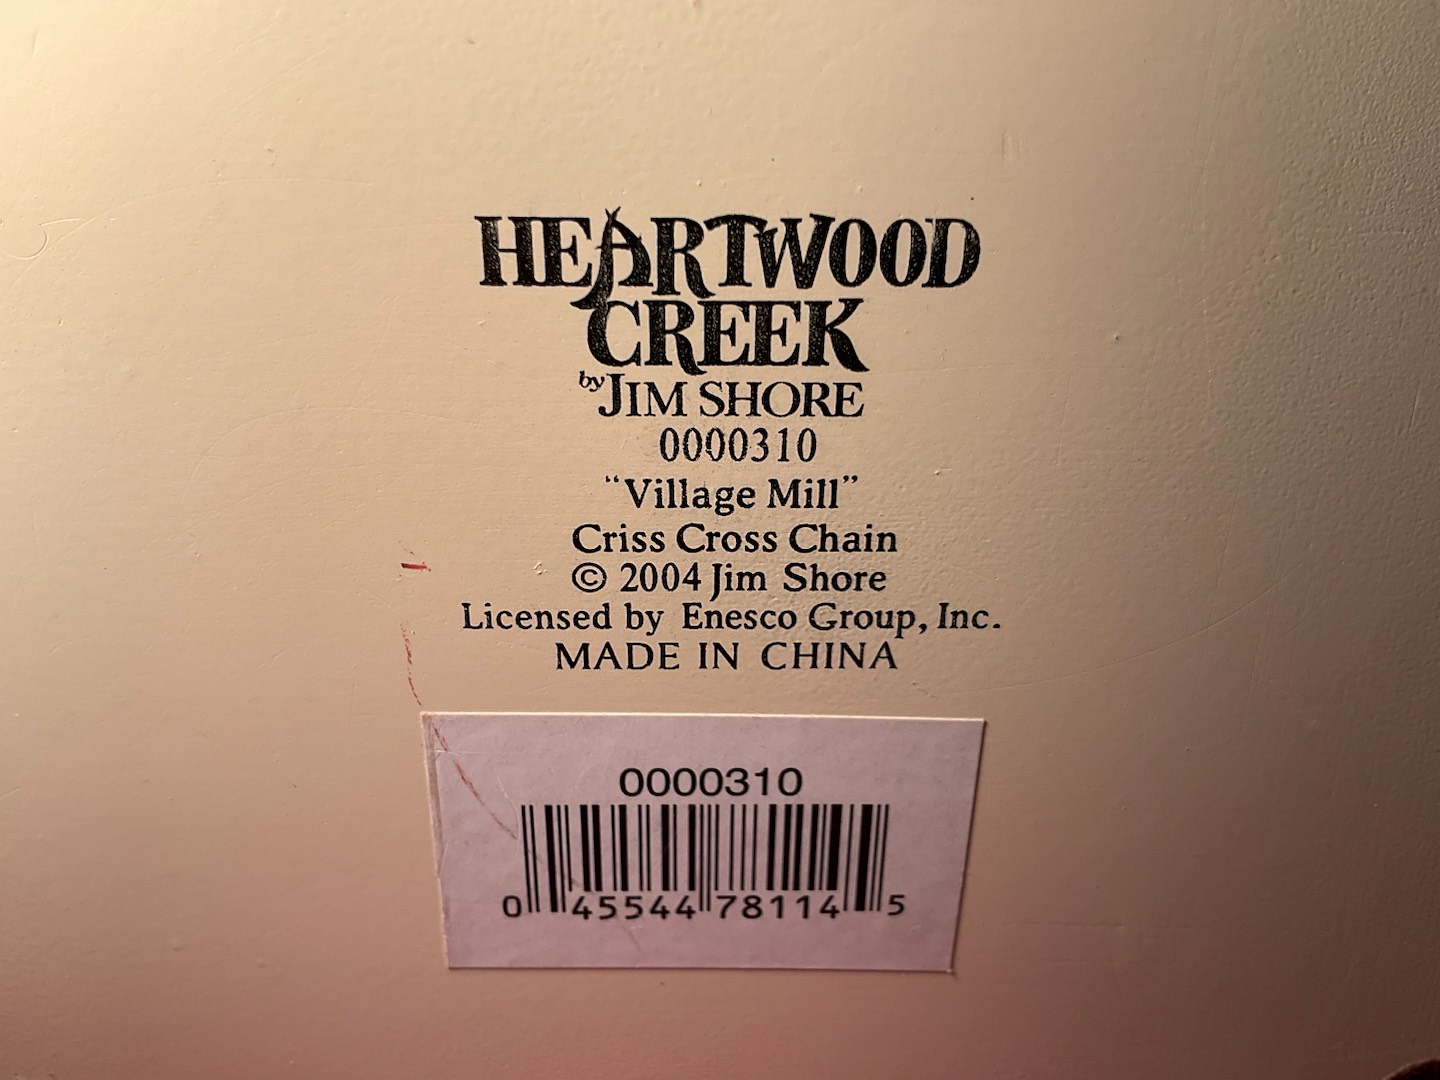 HEARTWOOD
CREEK
by JIM SHORE
0000310
“Village Mill”
Criss Cross Chain
© 2004 Jim Shore
Licensed by Enesco Group, Inc.
MADE IN CHINA
0000310
0 45544 78114 5